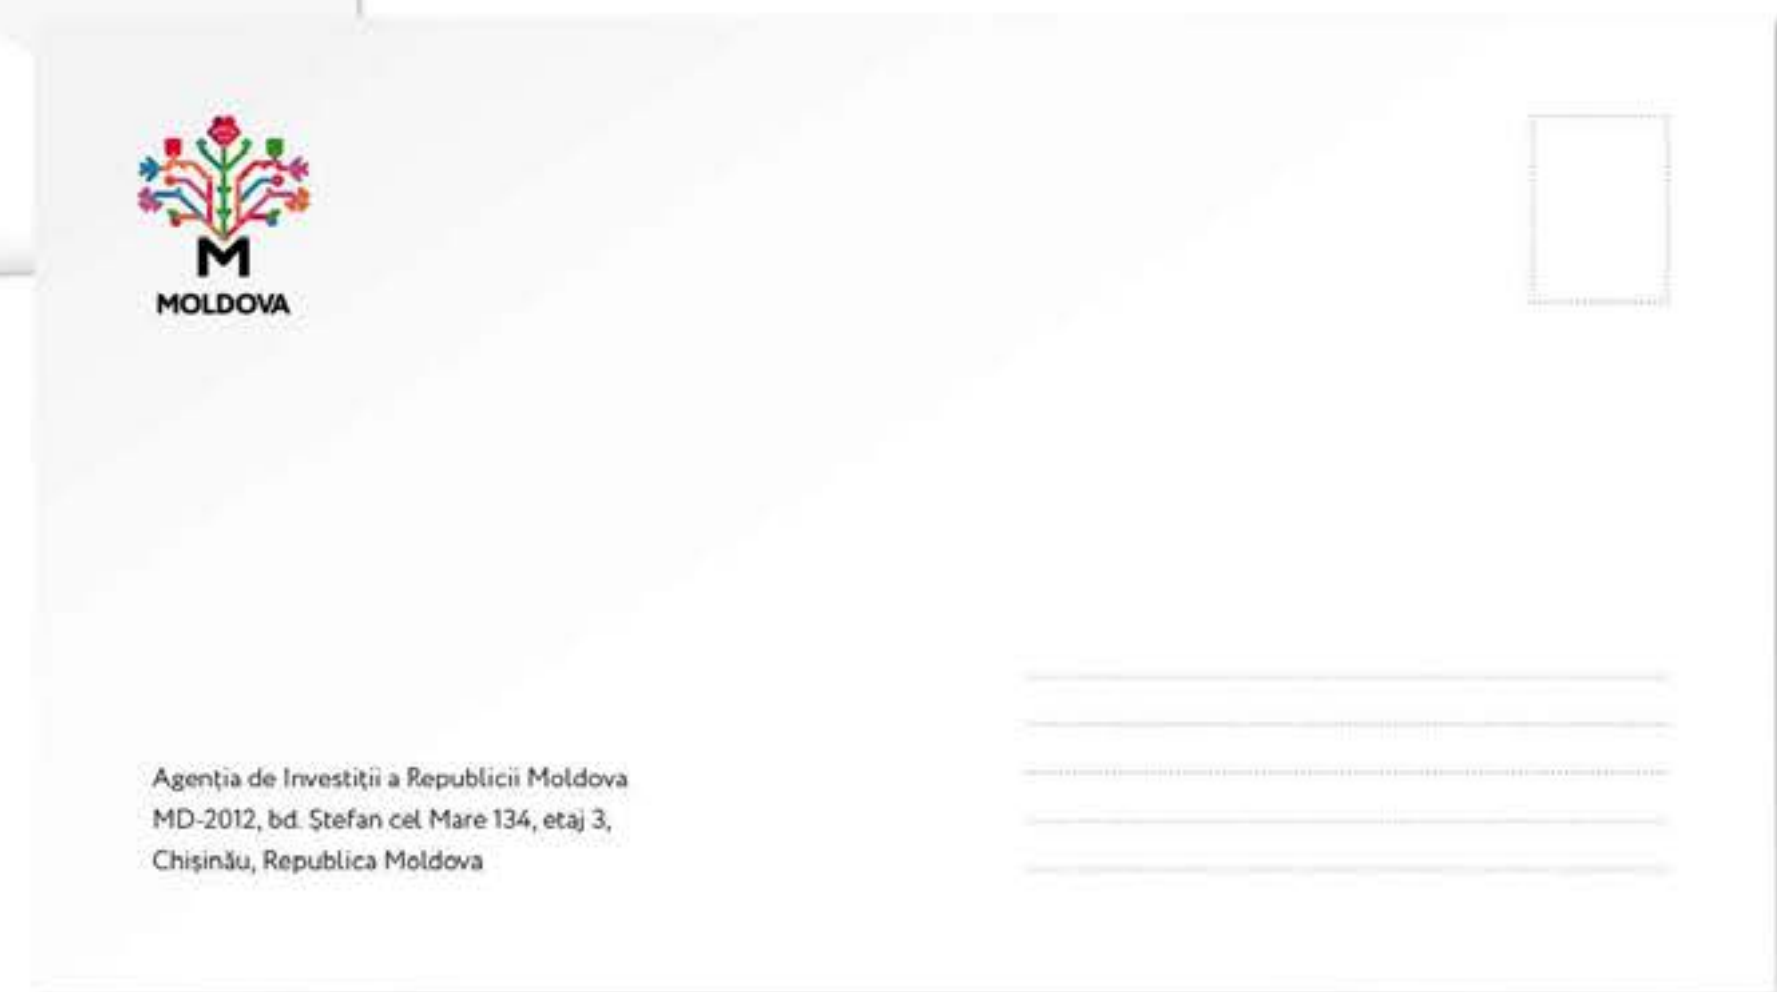 M
MOLDOVA
Agenția de Investiții a Republicii Moldova
MD-2012, bd. Ștefan cel Mare 134, etaj 3,
Chișinău, Republica Moldova